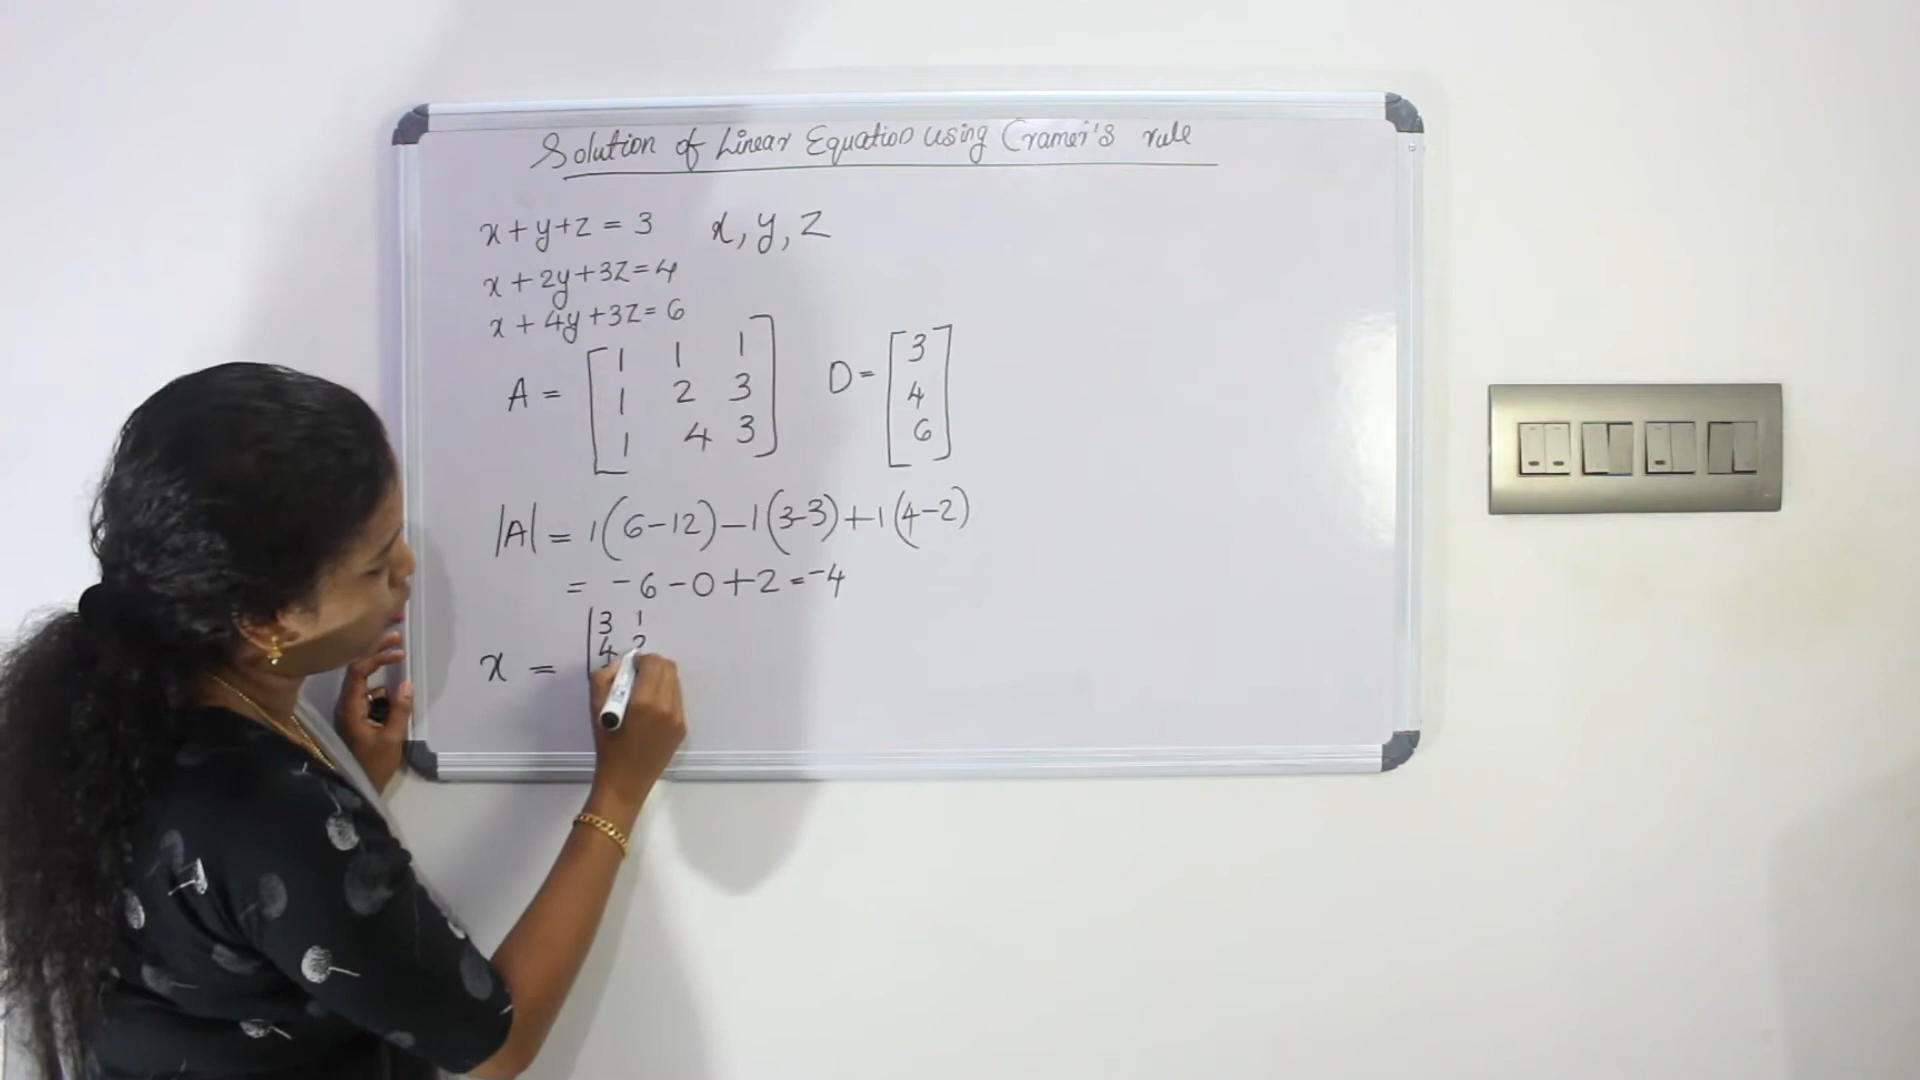 Solution of Linear Equation using Cramer's rule
x+y+z = 3 x, y, z
x + 2y+3z=4
x + 4y+3z= 6
A = [1 1 1 D = [3
1 2 3 4
1 4 3] 6]
|A| = 1(6-12)-1(3-3)+1(4-2)
= -6-0+2=-4
|3 1
4 2
x =